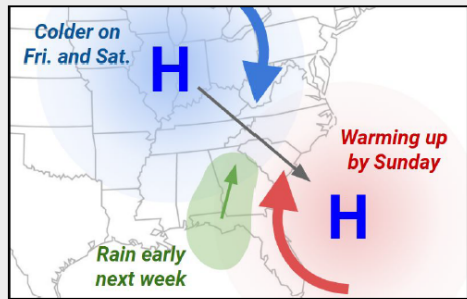 Colder on
Fri. and Sat.
H
Warming up
by Sunday
H
Rain early
next week